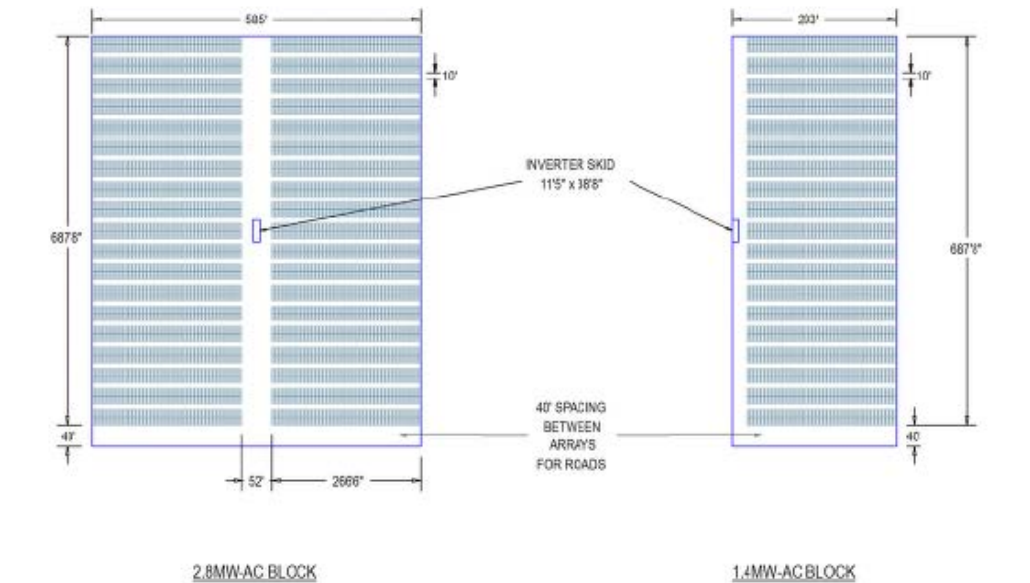 585'
293'
10'
10'
INVERTER SKID
11'5" x 38'8"
687'8"
687'8"
40' SPACING
BETWEEN
ARRAYS
FOR ROADS
40'
40'
52'
266'6"
2.8MW-AC BLOCK
1.4MW-AC BLOCK